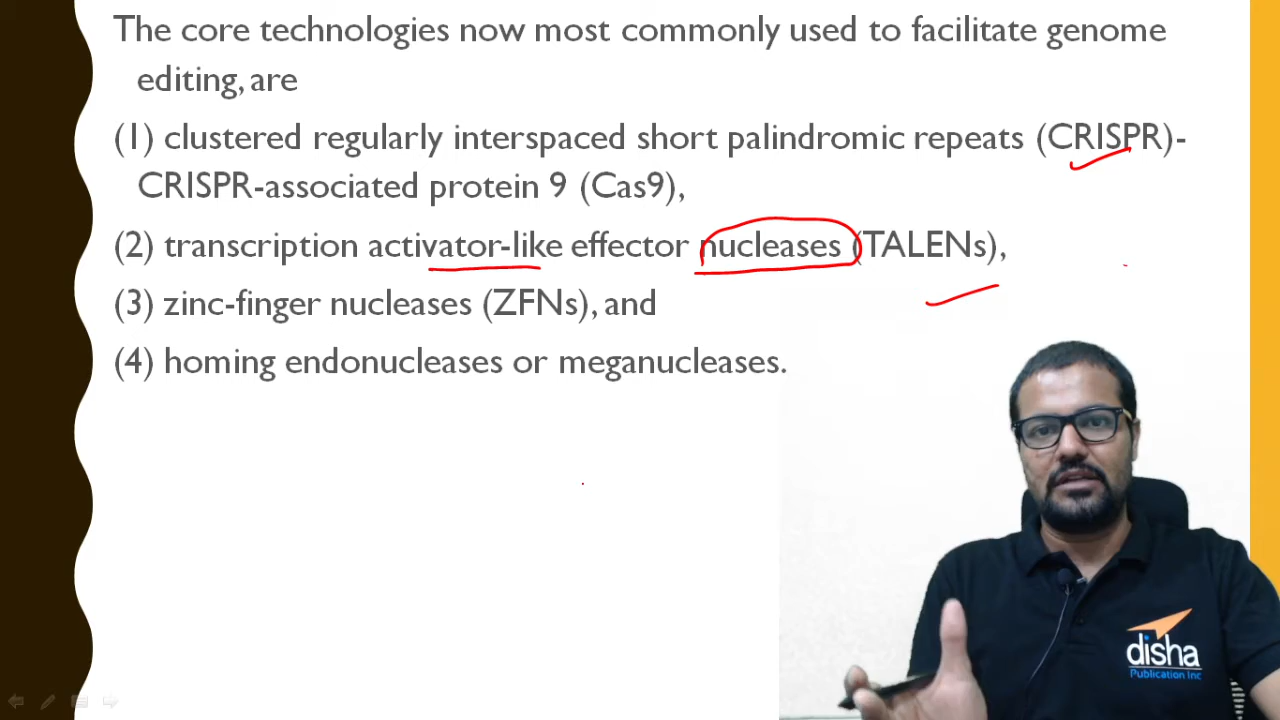 The core technologies now most commonly used to facilitate genome
editing, are
(1) clustered regularly interspaced short palindromic repeats (CRISPR)-
CRISPR-associated protein 9 (Cas9),
(2) transcription activator-like effector nucleases (TALENs),
(3) zinc-finger nucleases (ZFNs), and
(4) homing endonucleases or meganucleases.
disha
Publication Inc